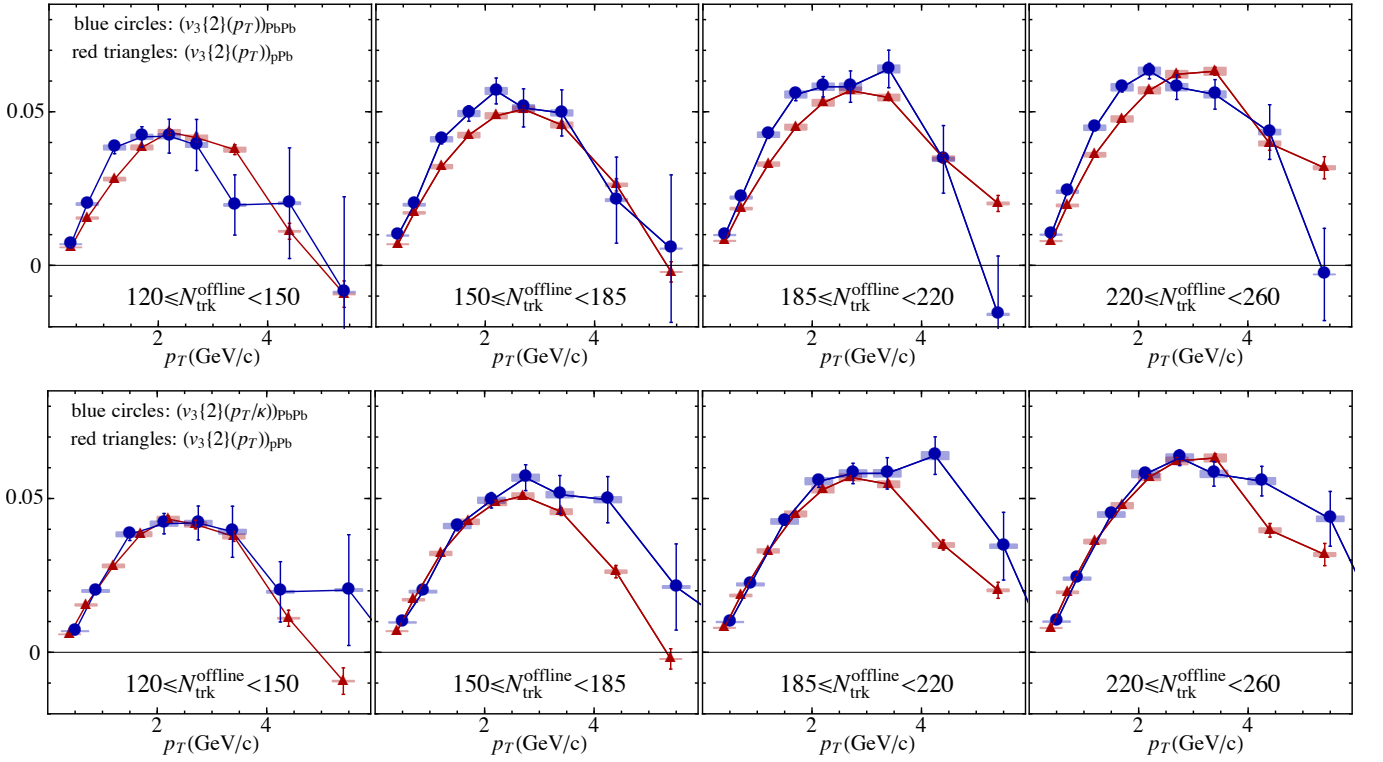 blue circles: (v₃{2}(p_T))_PbPb
red triangles: (v₃{2}(p_T))_pPb
0.05
0
120⩽N_trk^offline<150
150⩽N_trk^offline<185
185⩽N_trk^offline<220
220⩽N_trk^offline<260
2 4 2 4 2 4 2 4
p_T(GeV/c) p_T(GeV/c) p_T(GeV/c) p_T(GeV/c)
blue circles: (v₃{2}(p_T/κ))_PbPb
red triangles: (v₃{2}(p_T))_pPb
0.05
0
120⩽N_trk^offline<150
150⩽N_trk^offline<185
185⩽N_trk^offline<220
220⩽N_trk^offline<260
2 4 2 4 2 4 2 4
p_T(GeV/c) p_T(GeV/c) p_T(GeV/c) p_T(GeV/c)